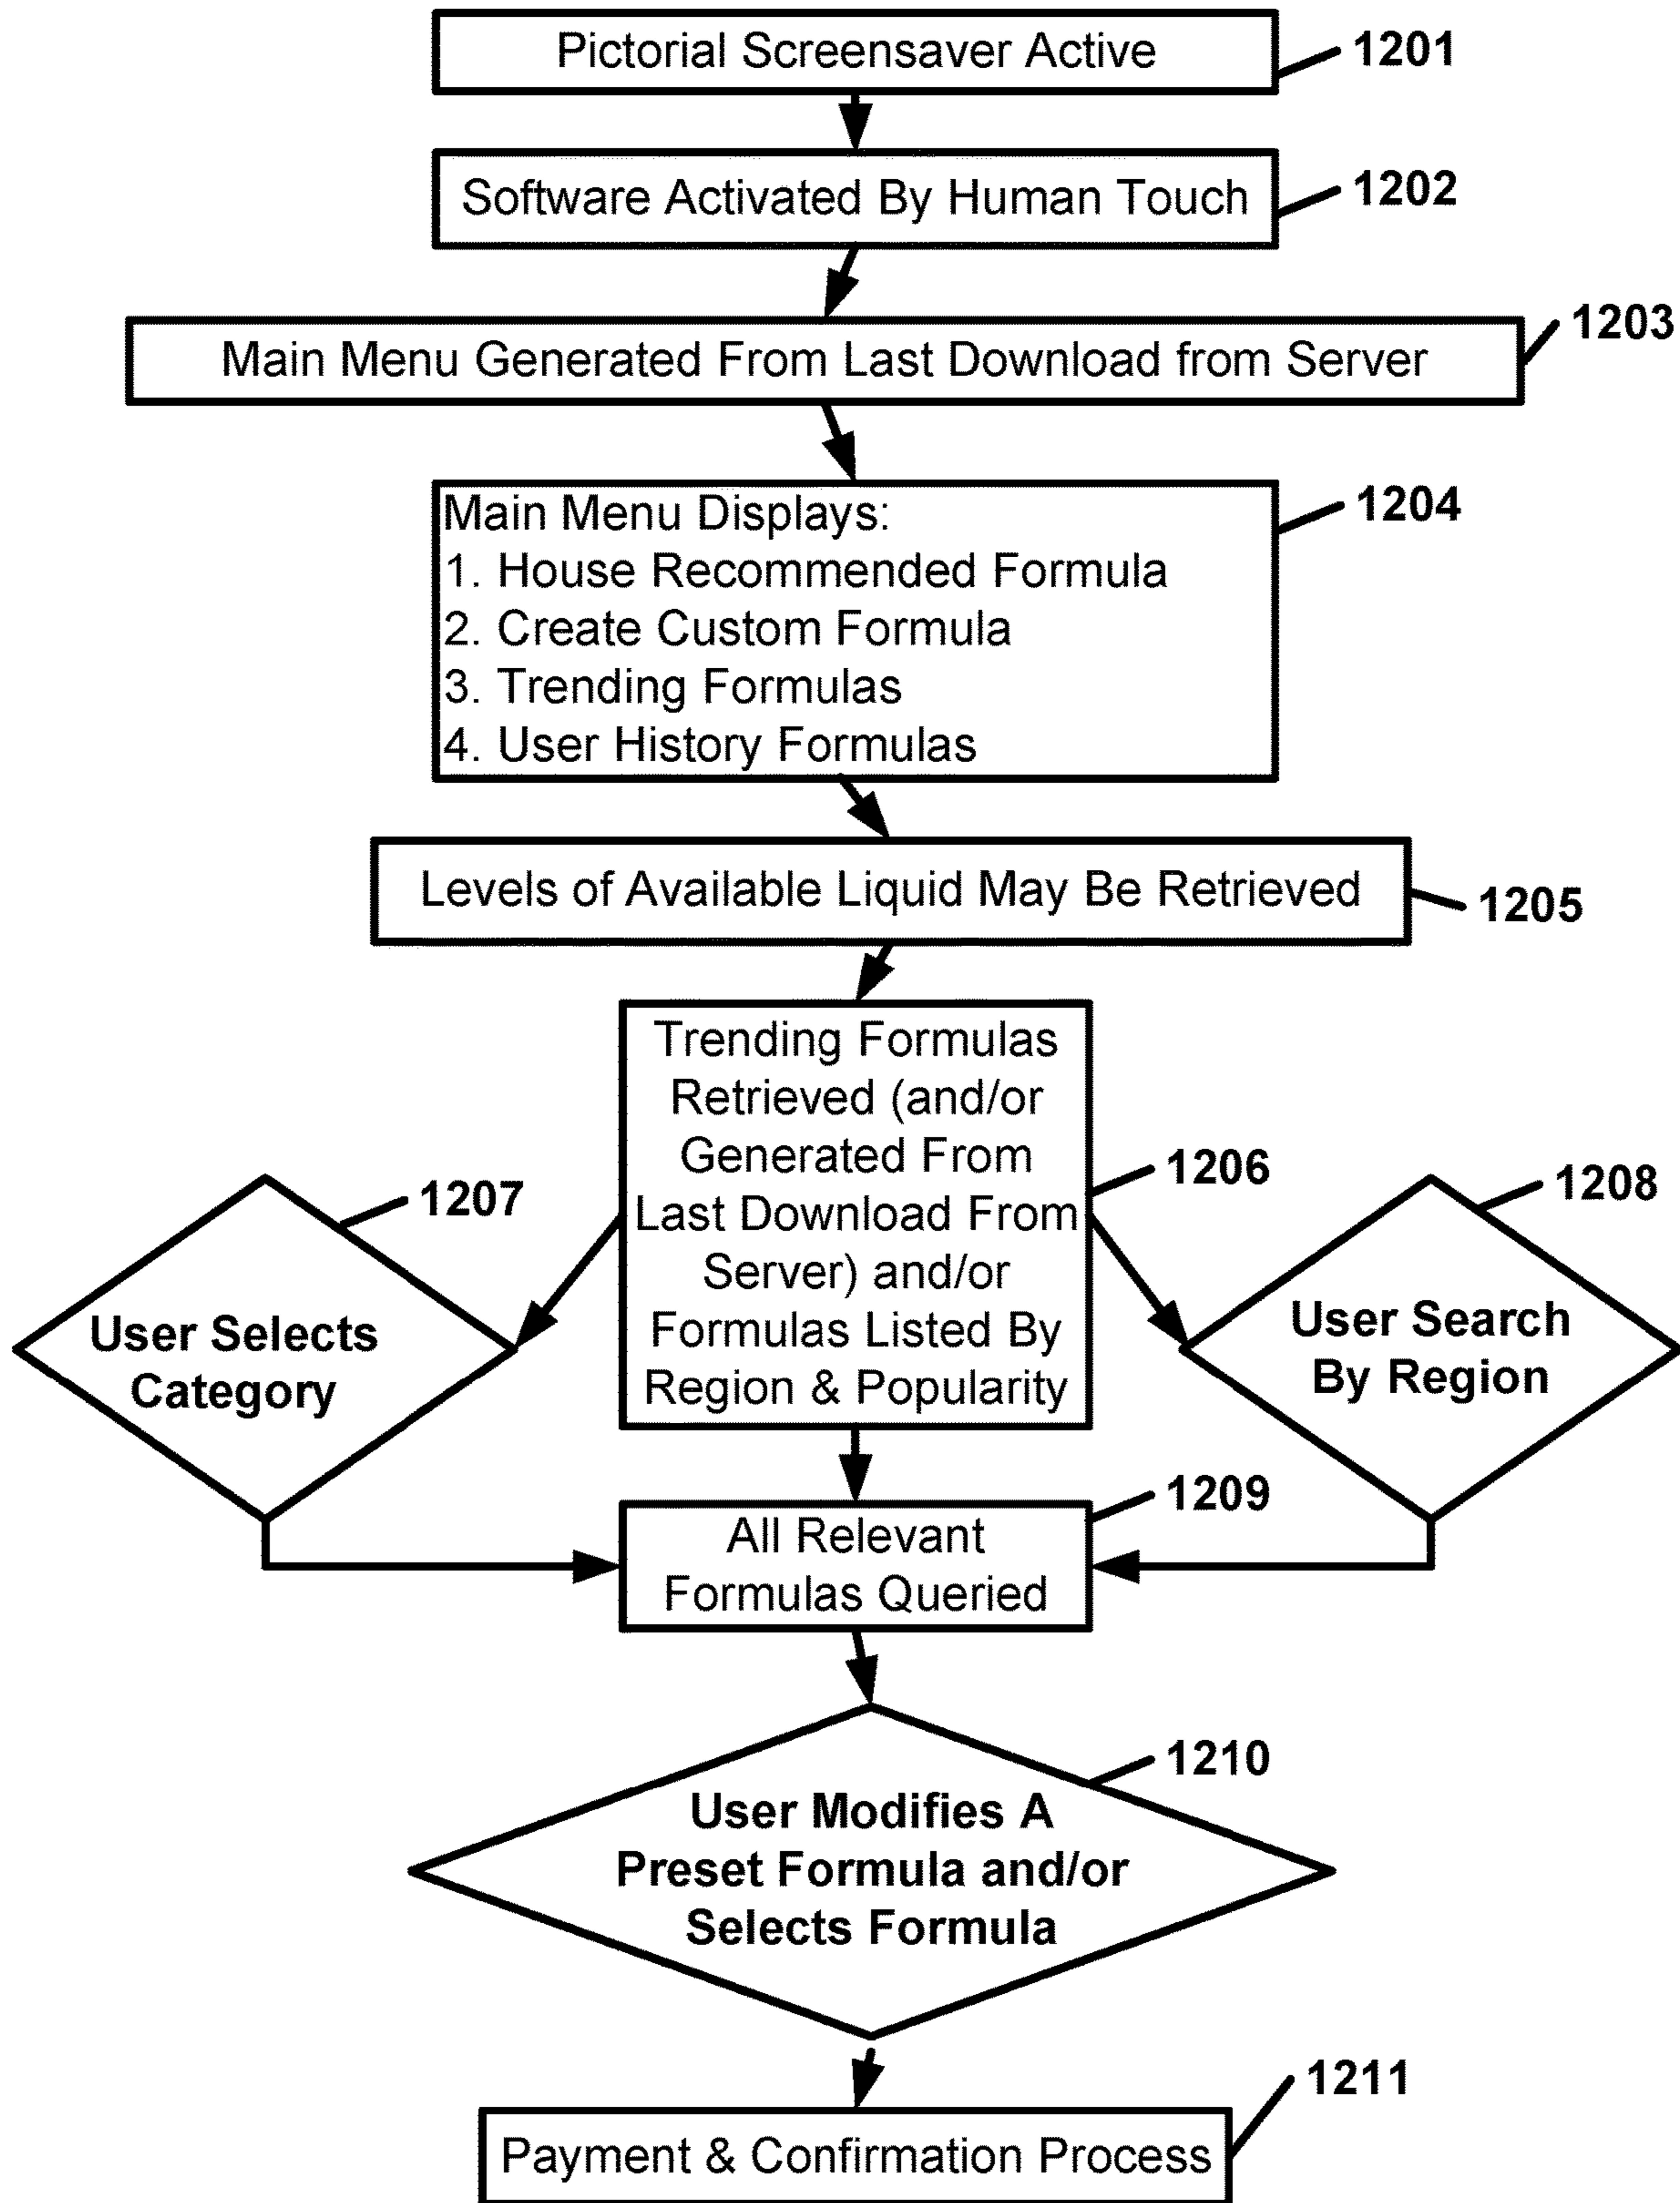 Pictorial Screensaver Active
1201
Software Activated By Human Touch
1202
1203
Main Menu Generated From Last Download from Server
Main Menu Displays:
1204
1. House Recommended Formula
2. Create Custom Formula
3. Trending Formulas
4. User History Formulas
Levels of Available Liquid May Be Retrieved
1205
Trending Formulas
Retrieved (and/or
Generated From
Last Download From
Server) and/or
Formulas Listed By
Region & Popularity
1206
1207
User Selects
Category
1208
User Search
By Region
1209
All Relevant
Formulas Queried
1210
User Modifies A
Preset Formula and/or
Selects Formula
1211
Payment & Confirmation Process